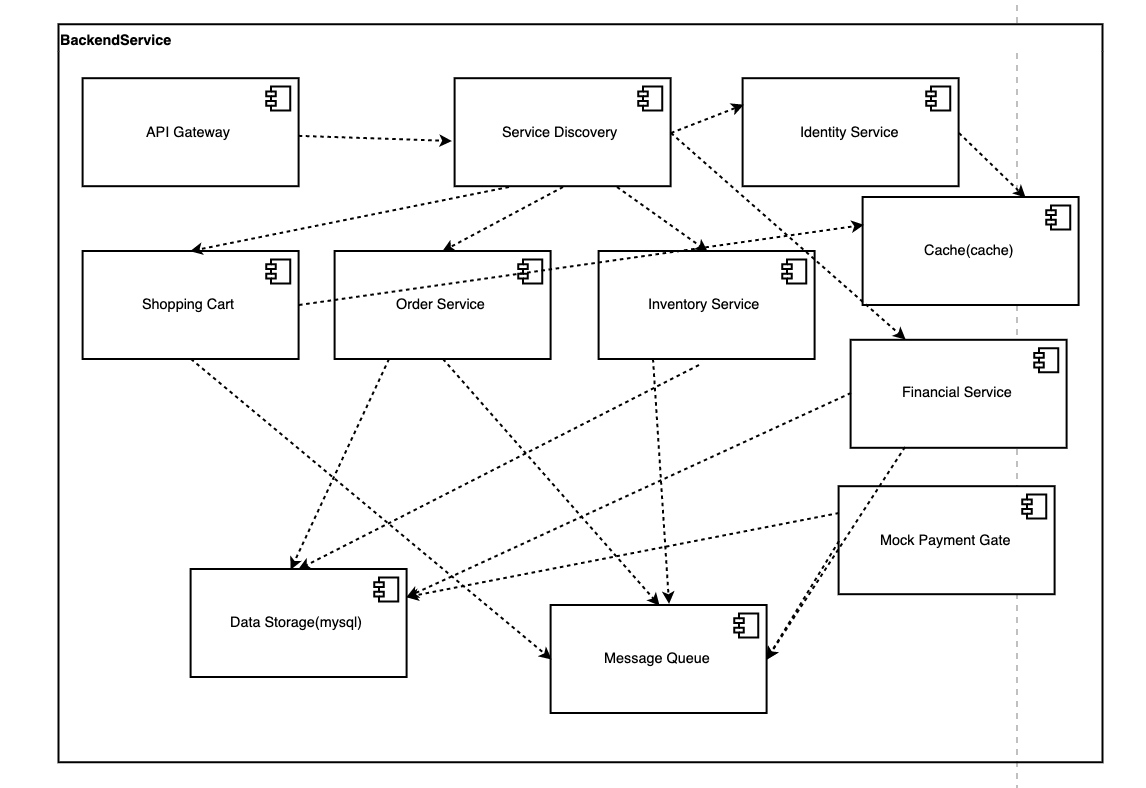 BackendService
API Gateway
Service Discovery
Identity Service
Cache(cache)
Shopping Cart
Order Service
Inventory Service
Financial Service
Mock Payment Gate
Data Storage(mysql)
Message Queue